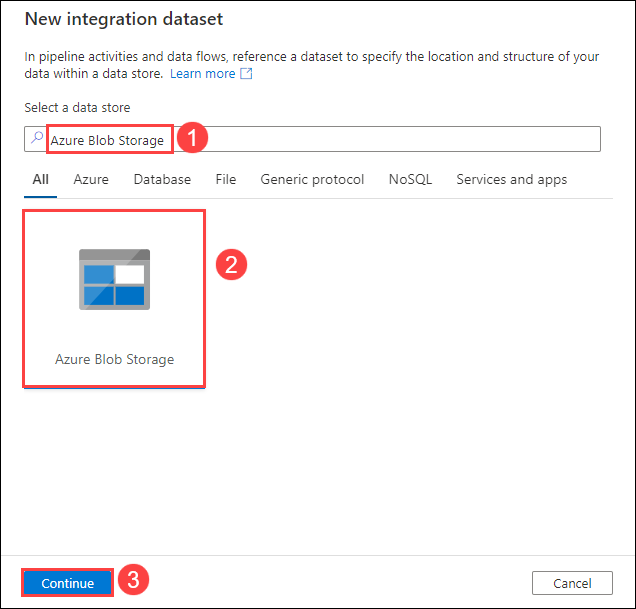 New integration dataset
In pipeline activities and data flows, reference a dataset to specify the location and structure of your
data within a data store. Learn more
Select a data store
Azure Blob Storage 1
All Azure Database File Generic protocol NoSQL Services and apps
2
Azure Blob Storage
Continue 3 Cancel